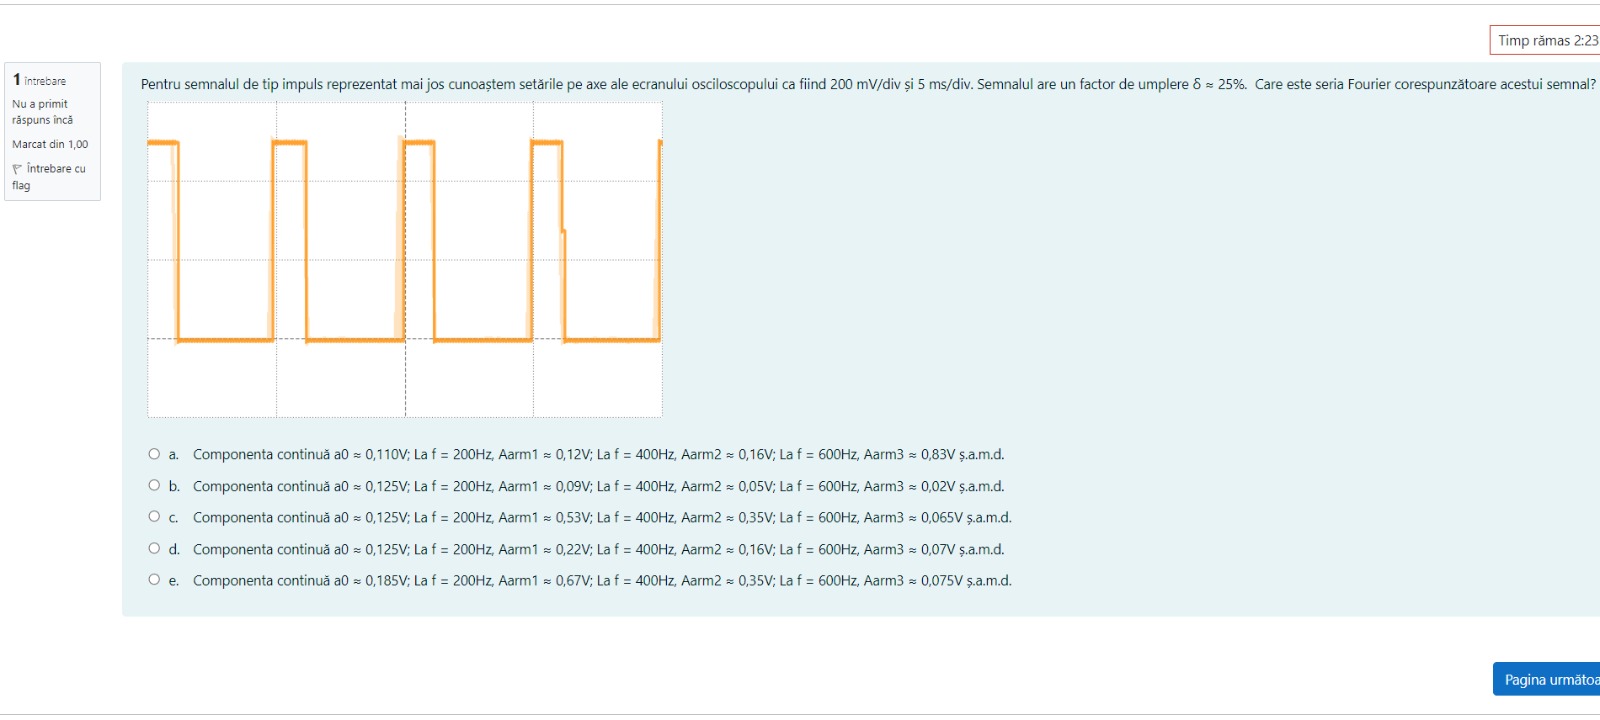 Timp rămas 2:23
1 Întrebare
Nu a primit
răspuns încă
Marcat din 1,00
Întrebare cu
flag
Pentru semnalul de tip impuls reprezentat mai jos cunoaștem setările pe axe ale ecranului osciloscopului ca fiind 200 mV/div și 5 ms/div. Semnalul are un factor de umplere δ ≈ 25%. Care este seria Fourier corespunzătoare acestui semnal?
a. Componenta continuă a0 ≈ 0,110V; La f = 200Hz, Aarm1 ≈ 0,12V; La f = 400Hz, Aarm2 ≈ 0,16V; La f = 600Hz, Aarm3 ≈ 0,83V ș.a.m.d.
b. Componenta continuă a0 ≈ 0,125V; La f = 200Hz, Aarm1 ≈ 0,09V; La f = 400Hz, Aarm2 ≈ 0,05V; La f = 600Hz, Aarm3 ≈ 0,02V ș.a.m.d.
c. Componenta continuă a0 ≈ 0,125V; La f = 200Hz, Aarm1 ≈ 0,53V; La f = 400Hz, Aarm2 ≈ 0,35V; La f = 600Hz, Aarm3 ≈ 0,065V ș.a.m.d.
d. Componenta continuă a0 ≈ 0,125V; La f = 200Hz, Aarm1 ≈ 0,22V; La f = 400Hz, Aarm2 ≈ 0,16V; La f = 600Hz, Aarm3 ≈ 0,07V ș.a.m.d.
e. Componenta continuă a0 ≈ 0,185V; La f = 200Hz, Aarm1 ≈ 0,67V; La f = 400Hz, Aarm2 ≈ 0,35V; La f = 600Hz, Aarm3 ≈ 0,075V ș.a.m.d.
Pagina următoa